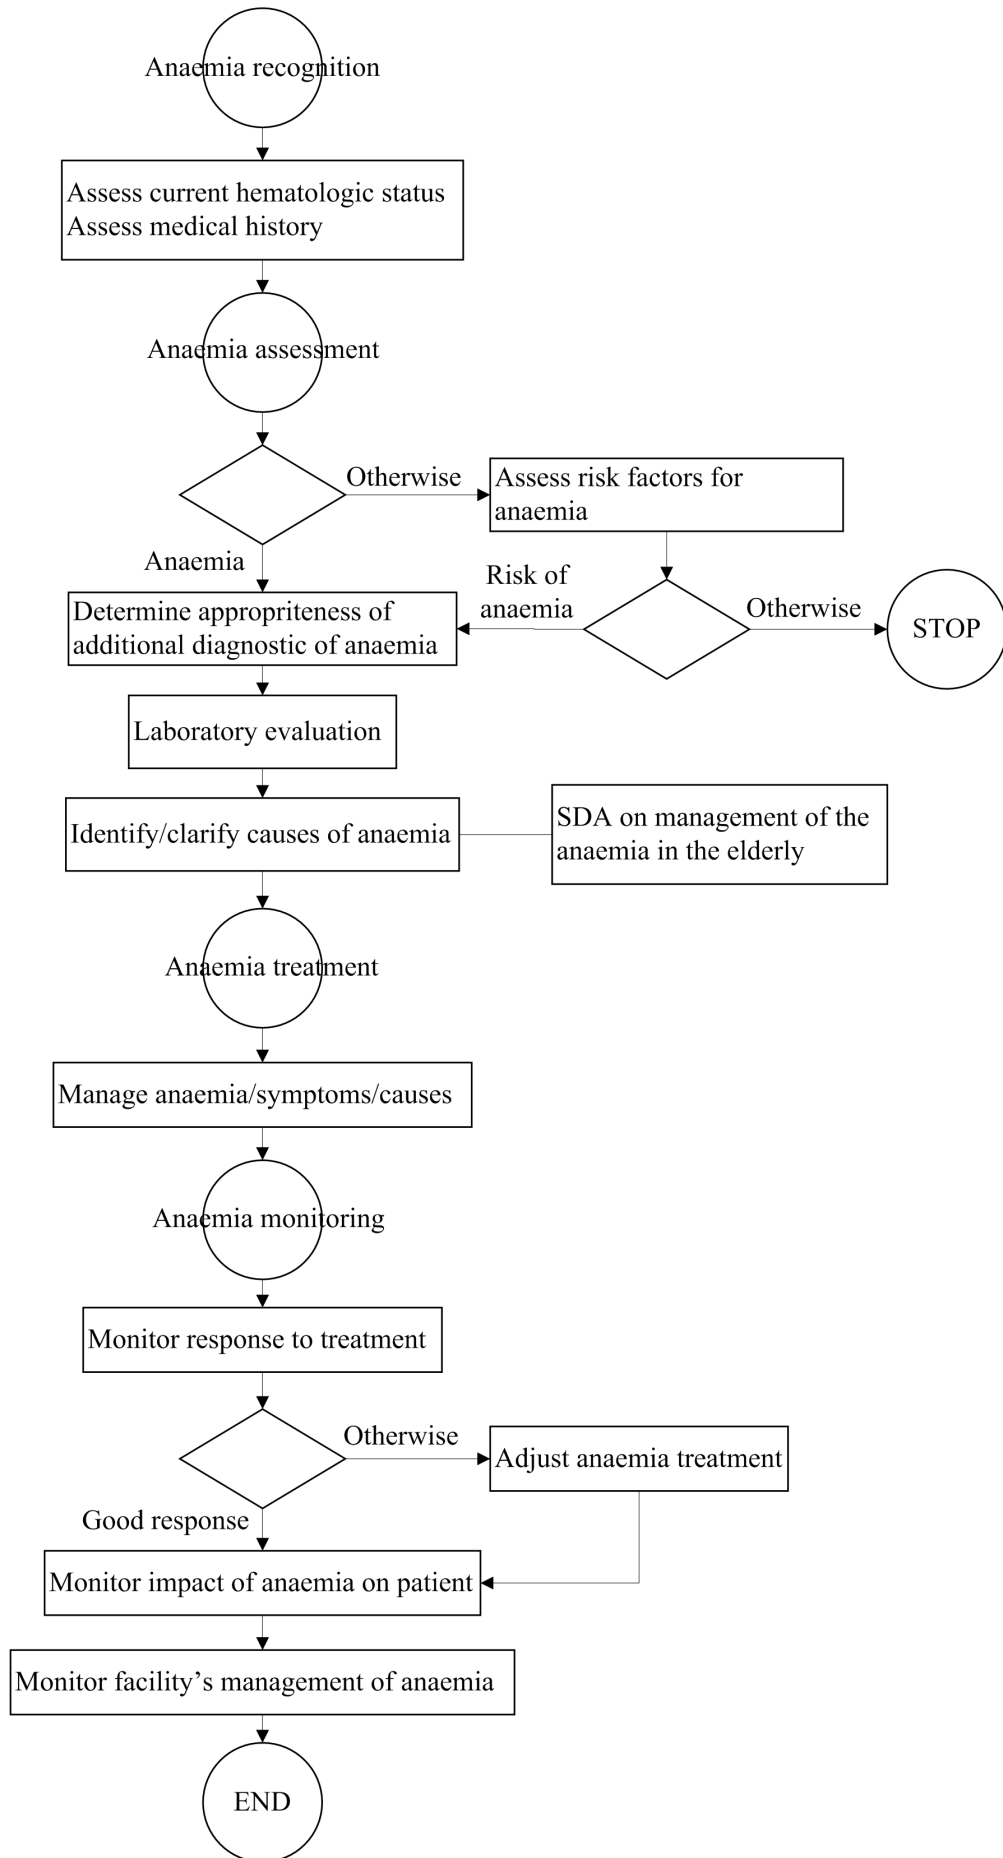 Anaemia recognition
Assess current hematologic status
Assess medical history
Anaemia assessment
Otherwise
Assess risk factors for
anaemia
Anaemia
Risk of
anaemia
Otherwise
STOP
Determine appropriteness of
additional diagnostic of anaemia
Laboratory evaluation
Identify/clarify causes of anaemia
SDA on management of the
anaemia in the elderly
Anaemia treatment
Manage anaemia/symptoms/causes
Anaemia monitoring
Monitor response to treatment
Otherwise
Adjust anaemia treatment
Good response
Monitor impact of anaemia on patient
Monitor facility’s management of anaemia
END